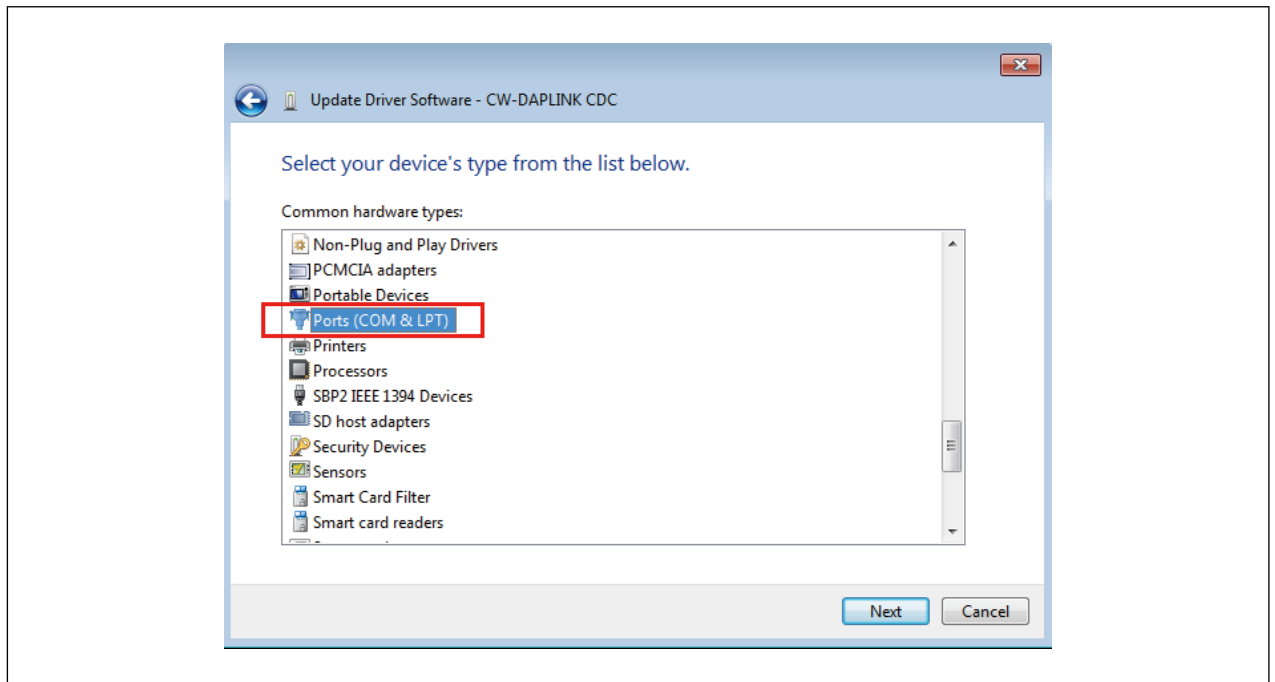 Update Driver Software - CW-DAPLINK CDC
Select your device's type from the list below.
Common hardware types:
Non-Plug and Play Drivers
PCMCIA adapters
Portable Devices
Ports (COM & LPT)
Printers
Processors
SBP2 IEEE 1394 Devices
SD host adapters
Security Devices
Sensors
Smart Card Filter
Smart card readers
Next Cancel